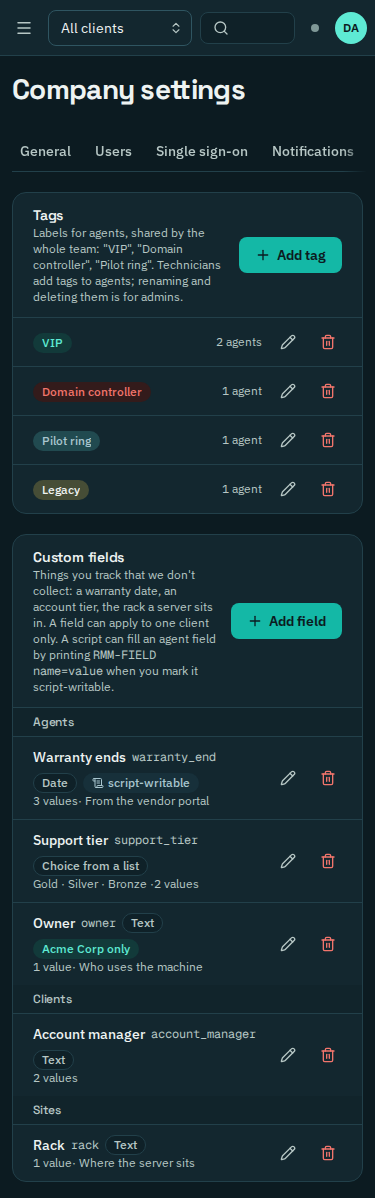 All clients
DA
Company settings
General Users Single sign-on Notifications
Tags
Labels for agents, shared by the
whole team: "VIP", "Domain
controller", "Pilot ring". Technicians
add tags to agents; renaming and
deleting them is for admins.
Add tag
VIP 2 agents
Domain controller 1 agent
Pilot ring 1 agent
Legacy 1 agent
Custom fields
Things you track that we don't
collect: a warranty date, an
account tier, the rack a server sits
in. A field can apply to one client
only. A script can fill an agent field
by printing RMM-FIELD
name=value when you mark it
script-writable.
Add field
Agents
Warranty ends warranty_end
Date script-writable
3 values· From the vendor portal
Support tier support_tier
Choice from a list
Gold · Silver · Bronze ·2 values
Owner owner Text
Acme Corp only
1 value· Who uses the machine
Clients
Account manager account_manager
Text
2 values
Sites
Rack rack Text
1 value· Where the server sits